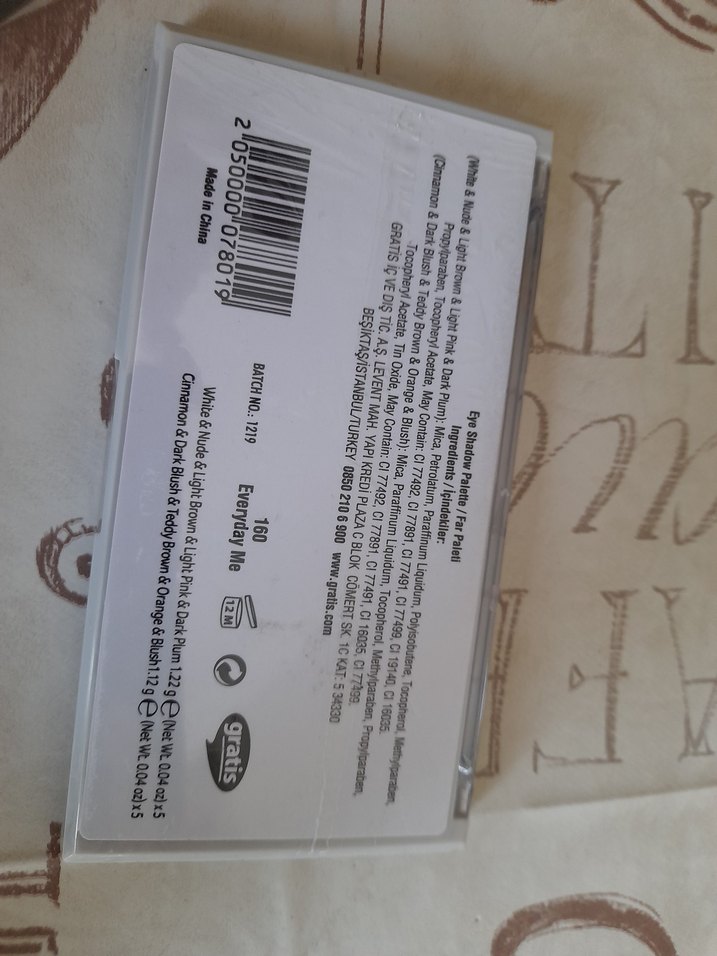 Eye Shadow Palette / Far Paleti
Ingredients / İçindekiler:
(White & Nude & Light Brown & Light Pink & Dark Plum): Mica, Petrolatum, Paraffinum Liquidum, Polyisobutene, Tocopherol, Methylparaben,
Propylparaben, Tocopheryl Acetate, May Contain: CI 77492, CI 77891, CI 77491, CI 77499, CI 19140, CI 16035.
(Cinnamon & Dark Blush & Teddy Brown & Orange & Blush): Mica, Paraffinum Liquidum, Tocopherol, Methylparaben, Propylparaben,
Tocopheryl Acetate, Tin Oxide, May Contain: CI 77492, CI 77891, CI 77491, CI 16035, CI 77499.
GRATİS İÇ VE DIŞ TİC. A.Ş. LEVENT MAH. YAPI KREDİ PLAZA C BLOK CÖMERT SK. 1C KAT: 5 34330
BEŞİKTAŞ/İSTANBUL/TURKEY 0850 210 6 900 www.gratis.com
2 050000 078019
Made in China
BATCH NO.: 1219
160
Everyday Me
12 M
gratis
White & Nude & Light Brown & Light Pink & Dark Plum 1.22 g ℮ (Net Wt. 0.04 oz) x 5
Cinnamon & Dark Blush & Teddy Brown & Orange & Blush 1.12 g ℮ (Net Wt. 0.04 oz) x 5